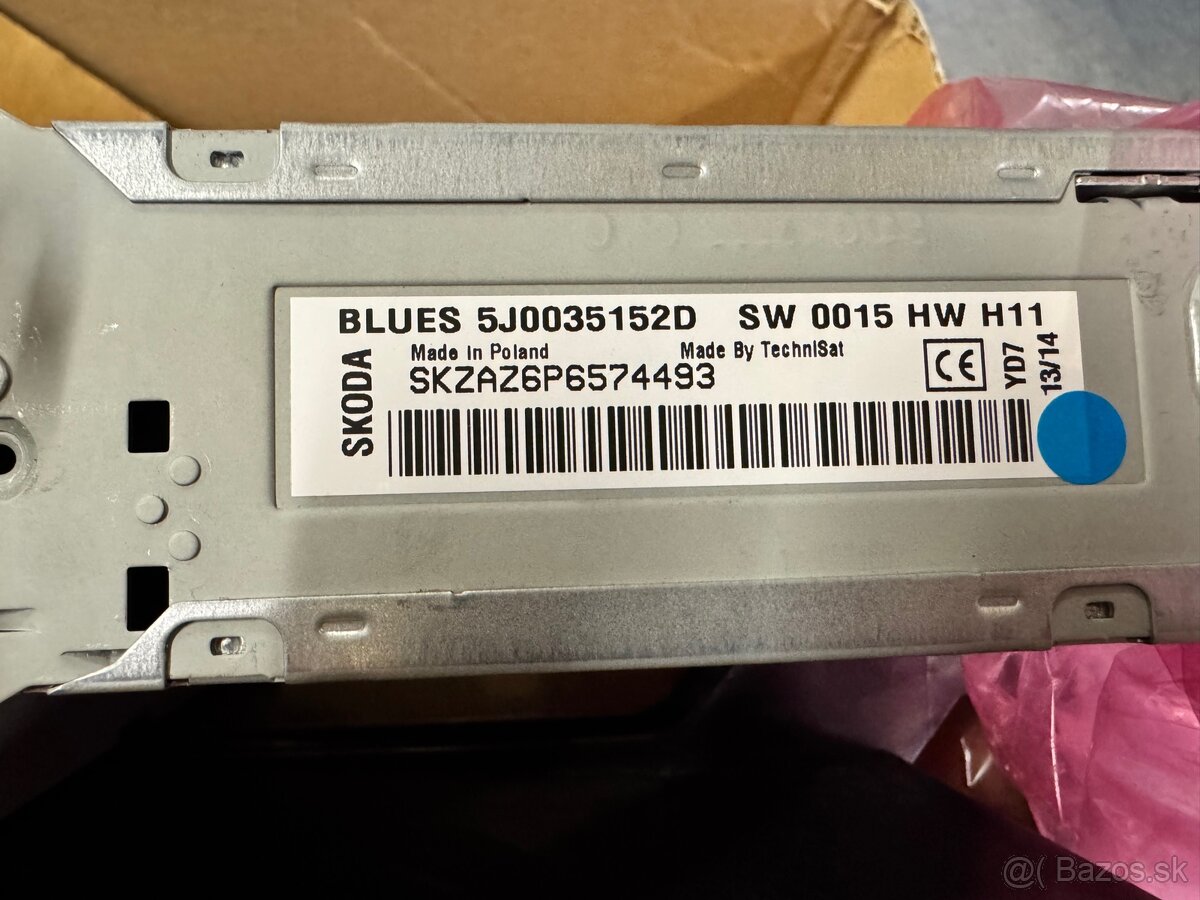 BLUES 5J0035152D SW 0015 HW H11
Made in Poland Made By TechniSat
SKZAZ6P6574493
SKODA
CE
YD7
13/14
@( Bazos.sk